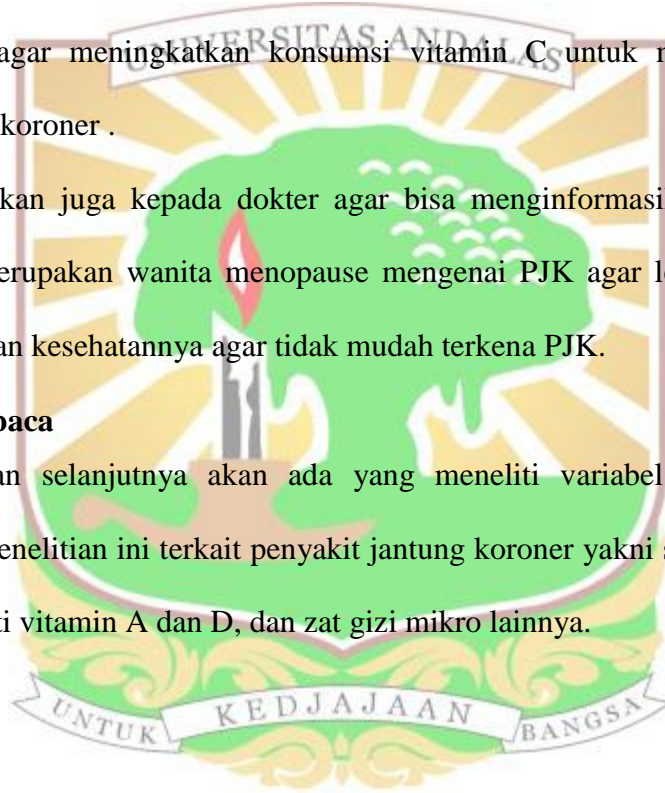 UNIVERSITAS ANDALAS
agar meningkatkan konsumsi vitamin C untuk
koroner .
kan juga kepada dokter agar bisa menginformasi
erupakan wanita menopause mengenai PJK agar
an kesehatannya agar tidak mudah terkena PJK.
baca
an selanjutnya akan ada yang meneliti variabel
enelitian ini terkait penyakit jantung koroner yakni
ti vitamin A dan D, dan zat gizi mikro lainnya.
UNTUK KEDJAJAAN BANGSA